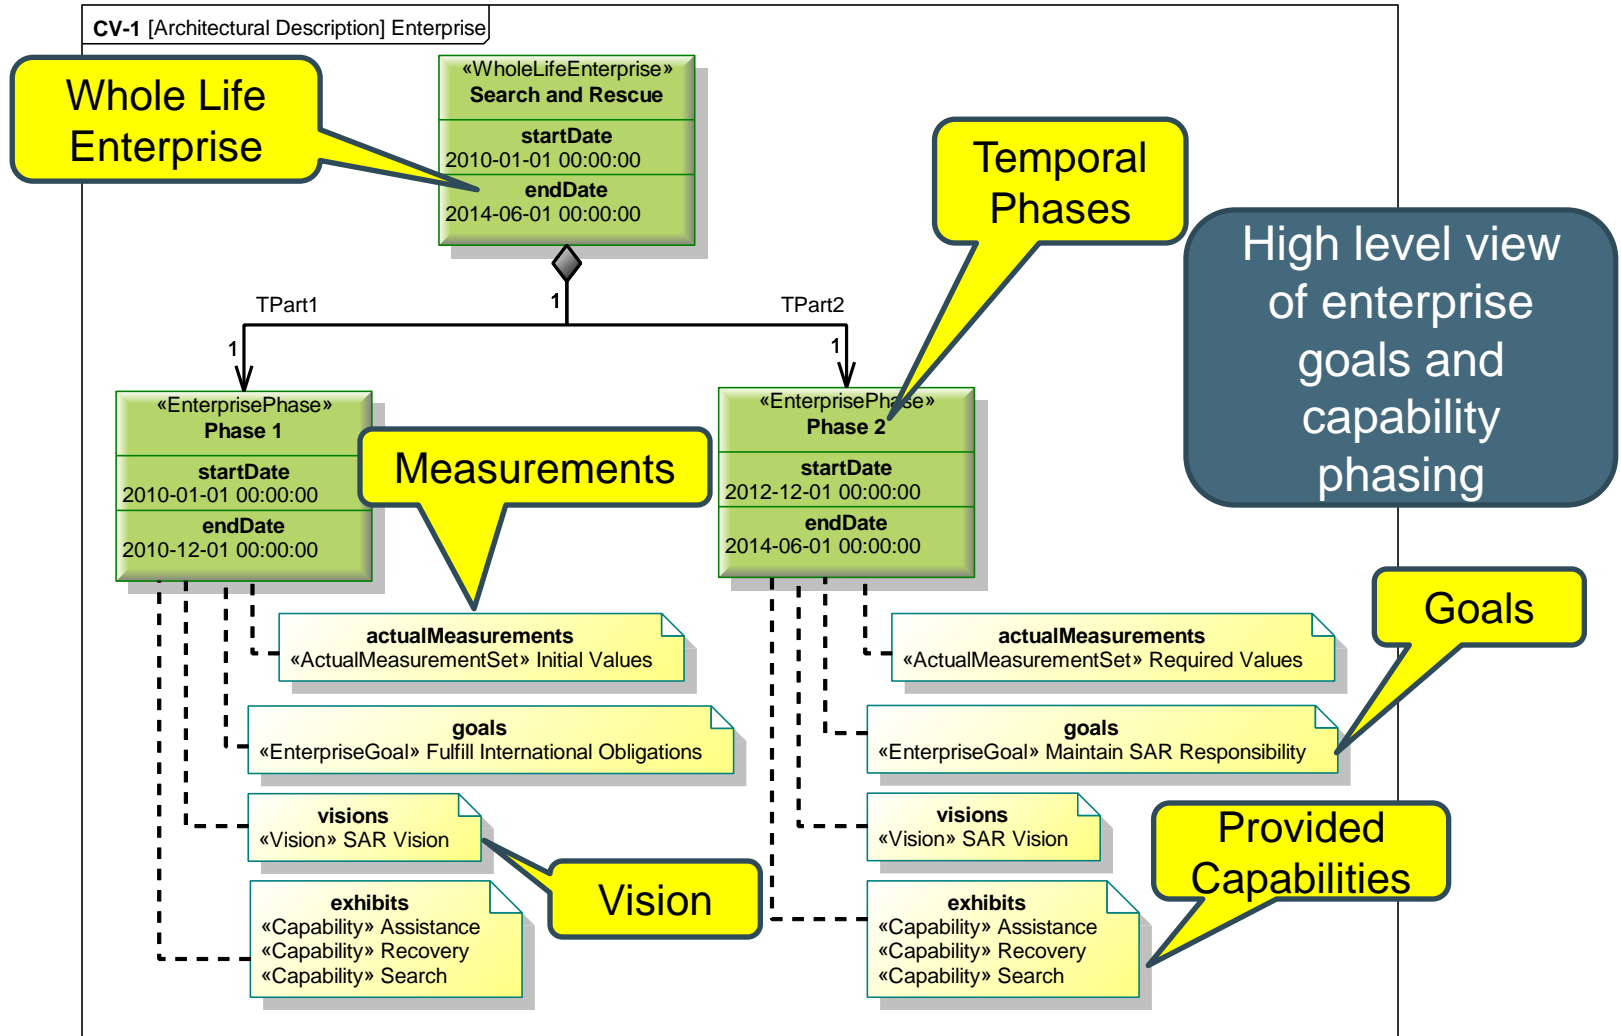 CV-1 [Architectural Description] Enterprise
Whole Life
Enterprise
«WholeLifeEnterprise»
Search and Rescue
startDate
2010-01-01 00:00:00
endDate
2014-06-01 00:00:00
Temporal
Phases
High level view
of enterprise
goals and
capability
phasing
1
TPart1
TPart2
1
1
«EnterprisePhase»
Phase 1
startDate
2010-01-01 00:00:00
endDate
2010-12-01 00:00:00
Measurements
«EnterprisePhase»
Phase 2
startDate
2012-12-01 00:00:00
endDate
2014-06-01 00:00:00
Goals
actualMeasurements
«ActualMeasurementSet» Initial Values
actualMeasurements
«ActualMeasurementSet» Required Values
goals
«EnterpriseGoal» Fulfill International Obligations
goals
«EnterpriseGoal» Maintain SAR Responsibility
visions
«Vision» SAR Vision
visions
«Vision» SAR Vision
Provided
Capabilities
Vision
exhibits
«Capability» Assistance
«Capability» Recovery
«Capability» Search
exhibits
«Capability» Assistance
«Capability» Recovery
«Capability» Search